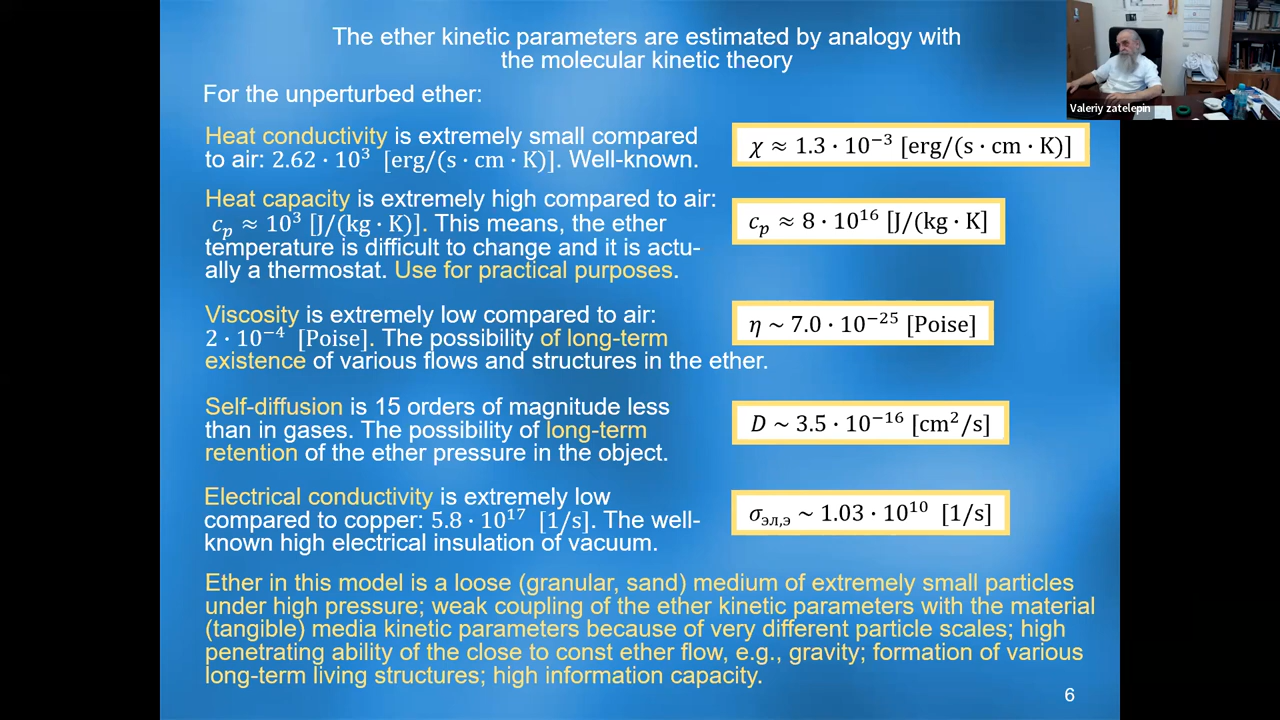 The ether kinetic parameters are estimated by analogy with
the molecular kinetic theory
Valeriy zatelepin
For the unperturbed ether:
Heat conductivity is extremely small compared
to air: 2.62 · 10³ [erg/(s · cm · K)]. Well-known.
χ ≈ 1.3 · 10⁻³ [erg/(s · cm · K)]
Heat capacity is extremely high compared to air:
cₚ ≈ 10³ [J/(kg · K)]. This means, the ether
temperature is difficult to change and it is actu-
ally a thermostat. Use for practical purposes.
cₚ ≈ 8 · 10¹⁶ [J/(kg · K]
Viscosity is extremely low compared to air:
2 · 10⁻⁴ [Poise]. The possibility of long-term
existence of various flows and structures in the ether.
η ~ 7.0 · 10⁻²⁵ [Poise]
Self-diffusion is 15 orders of magnitude less
than in gases. The possibility of long-term
retention of the ether pressure in the object.
D ~ 3.5 · 10⁻¹⁶ [cm²/s]
Electrical conductivity is extremely low
compared to copper: 5.8 · 10¹⁷ [1/s]. The well-
known high electrical insulation of vacuum.
σэл,э ~ 1.03 · 10¹⁰ [1/s]
Ether in this model is a loose (granular, sand) medium of extremely small particles
under high pressure; weak coupling of the ether kinetic parameters with the material
(tangible) media kinetic parameters because of very different particle scales; high
penetrating ability of the close to const ether flow, e.g., gravity; formation of various
long-term living structures; high information capacity.
6